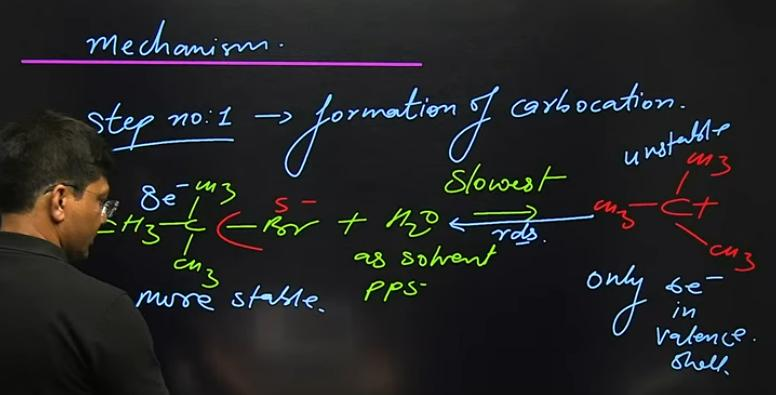 mechanism.
Step no:1 → formation of carbocation.
unstable
8e⁻ CH3 δ⁻ Slowest CH3
CH3 – C – Br + H2O ⇌ CH3 – C+
CH3 as solvent rds. CH3
more stable. PPS only 6e⁻
in
valence.
shell.